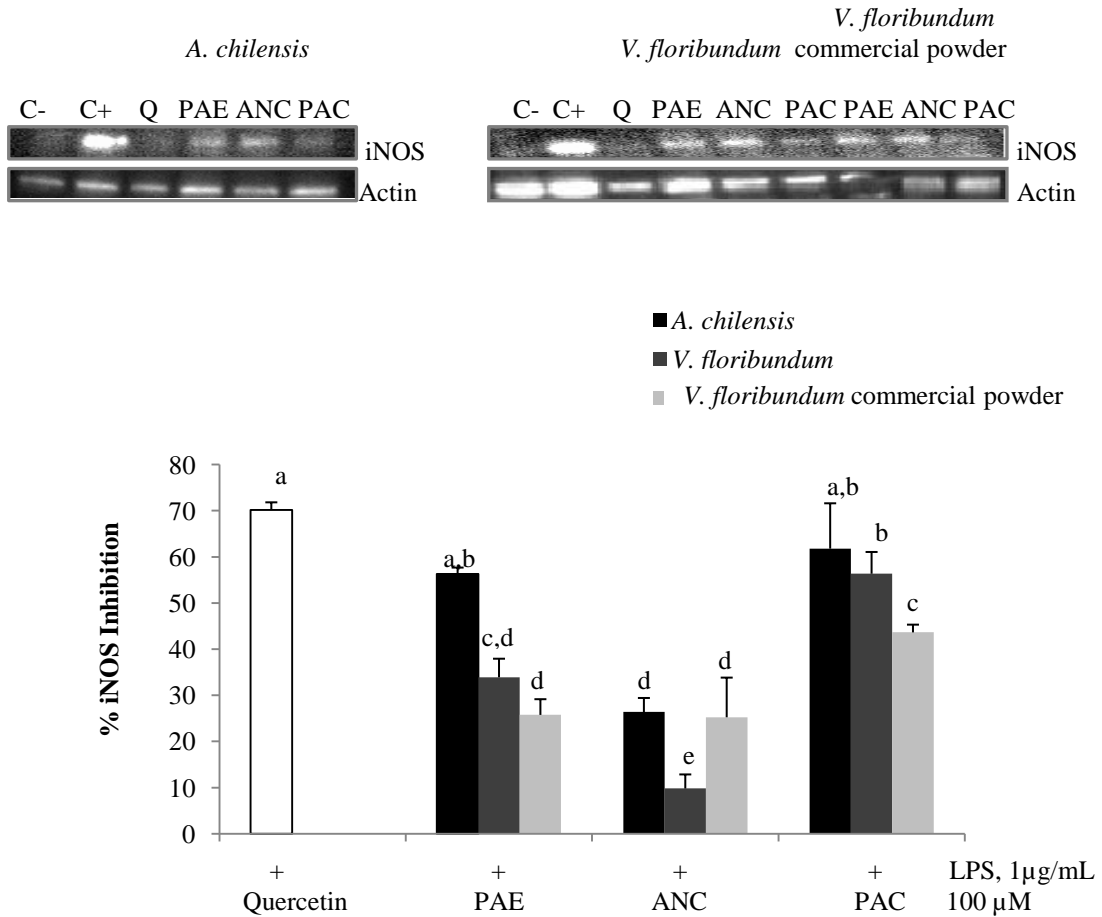 V. floribundum
A. chilensis V. floribundum commercial powder
C- C+ Q PAE ANC PAC C- C+ Q PAE ANC PAC PAE ANC PAC
iNOS iNOS
Actin Actin
A. chilensis
V. floribundum
V. floribundum commercial powder
% iNOS Inhibition
80
70
60
50
40
30
20
10
0
a
a,b
c,d
d
d
e
d
a,b
b
c
+ + + + LPS, 1µg/mL
Quercetin PAE ANC PAC 100 µM